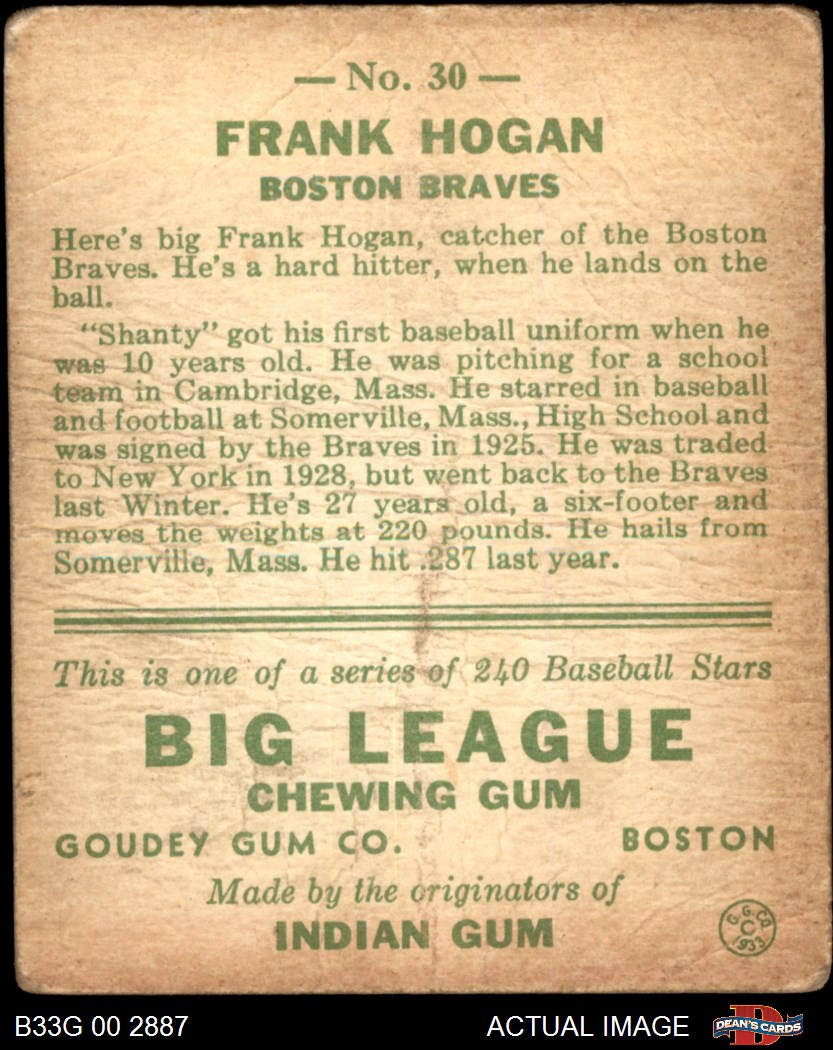 — No. 30 —
FRANK HOGAN
BOSTON BRAVES
Here's big Frank Hogan, catcher of the Boston
Braves. He's a hard hitter, when he lands on the
ball.
"Shanty" got his first baseball uniform when he
was 10 years old. He was pitching for a school
team in Cambridge, Mass. He starred in baseball
and football at Somerville, Mass., High School and
was signed by the Braves in 1925. He was traded
to New York in 1928, but went back to the Braves
last Winter. He's 27 years old, a six-footer and
moves the weights at 220 pounds. He hails from
Somerville, Mass. He hit .287 last year.
This is one of a series of 240 Baseball Stars
BIG LEAGUE
CHEWING GUM
GOUDEY GUM CO. BOSTON
Made by the originators of
INDIAN GUM
G. G. CO.
C
1933
B33G 00 2887 ACTUAL IMAGE D DEAN'S CARDS